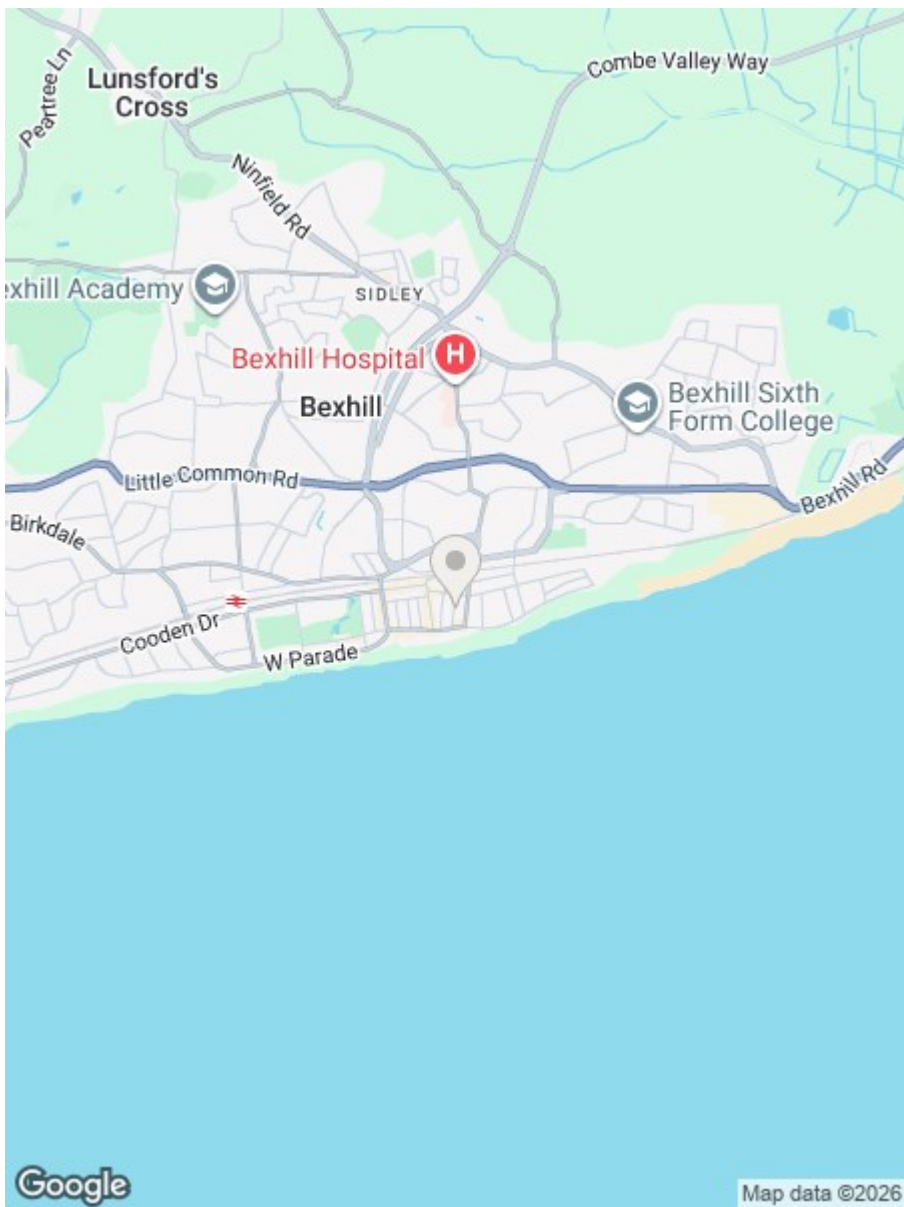 Peartree Ln
Lunsford's
Cross
Combe Valley Way
Ninfield Rd
exhill Academy
SIDLEY
Bexhill Hospital
H
Bexhill
Bexhill Sixth
Form College
Little Common Rd
Bexhill Rd
Birkdale
Cooden Dr
W Parade
Google
Map data ©2026